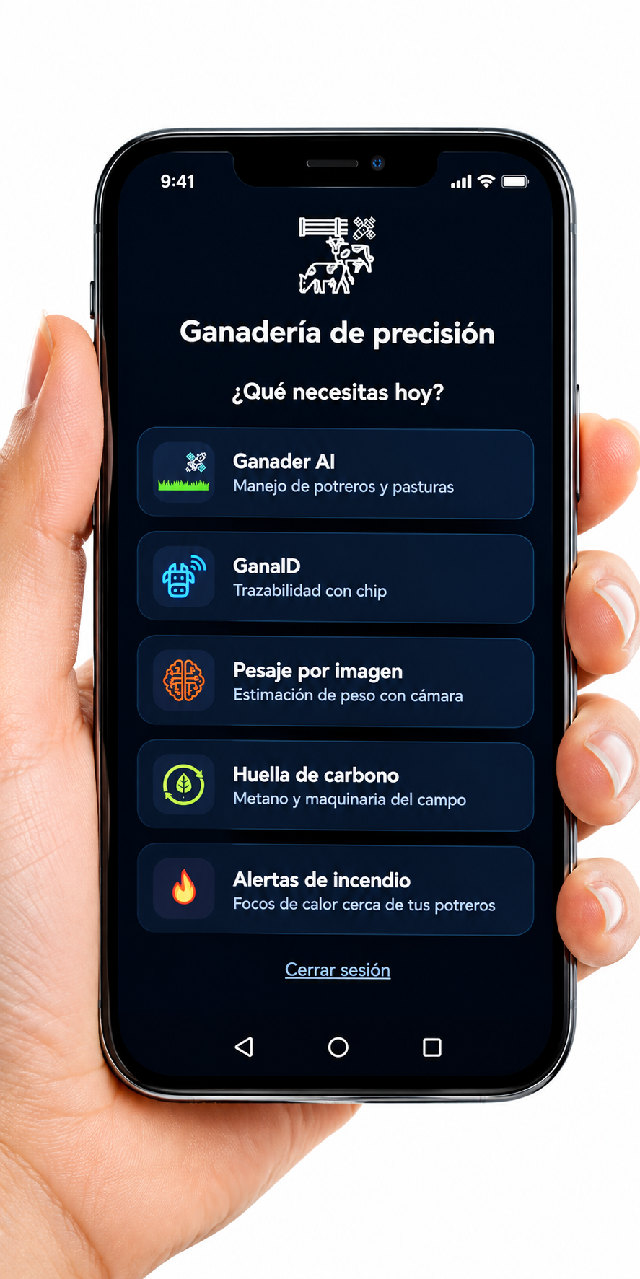 9:41
Ganadería de precisión
¿Qué necesitas hoy?
Ganader AI
Manejo de potreros y pasturas
GanaID
Trazabilidad con chip
Pesaje por imagen
Estimación de peso con cámara
Huella de carbono
Metano y maquinaria del campo
Alertas de incendio
Focos de calor cerca de tus potreros
Cerrar sesión